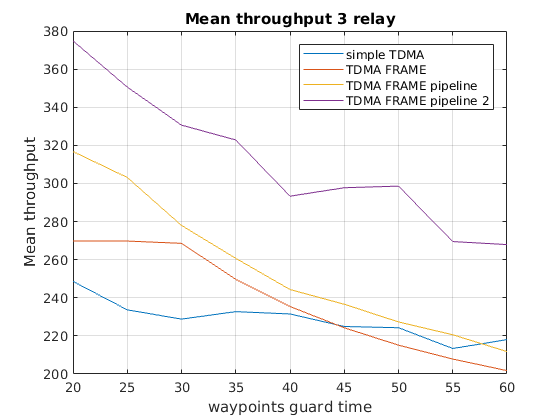 Mean throughput 3 relay
380
360
340
320
300
280
260
240
220
200
Mean throughput
simple TDMA
TDMA FRAME
TDMA FRAME pipeline
TDMA FRAME pipeline 2
20 25 30 35 40 45 50 55 60
waypoints guard time